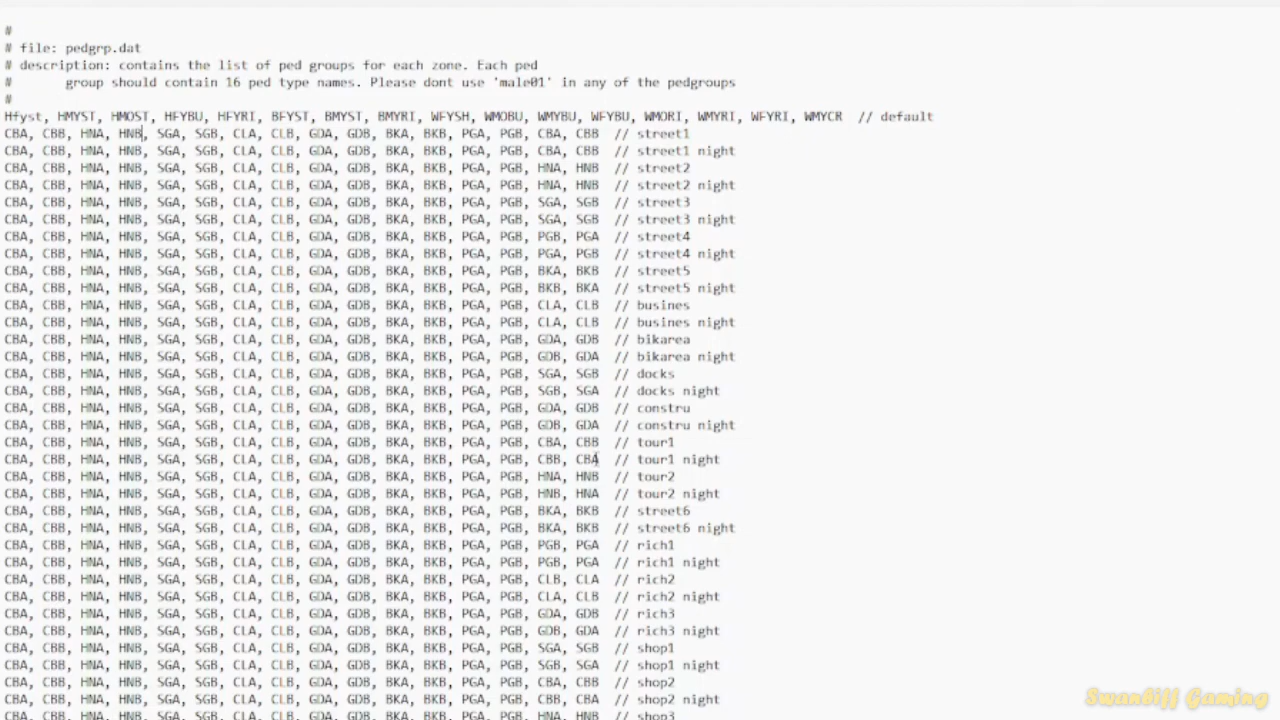 #
# file: pedgrp.dat
# description: contains the list of ped groups for each zone. Each ped
# group should contain 16 ped type names. Please dont use 'male01' in any of the pedgroups
#
Hfyst, HMYST, HMOST, HFYBU, HFYRI, BFYST, BMYST, BMYRI, WFYSH, WMOBU, WMYBU, WFYBU, WMORI, WMYRI, WFYRI, WMYCR // default
CBA, CBB, HNA, HNB, SGA, SGB, CLA, CLB, GDA, GDB, BKA, BKB, PGA, PGB, CBA, CBB // street1
CBA, CBB, HNA, HNB, SGA, SGB, CLA, CLB, GDA, GDB, BKA, BKB, PGA, PGB, CBA, CBB // street1 night
CBA, CBB, HNA, HNB, SGA, SGB, CLA, CLB, GDA, GDB, BKA, BKB, PGA, PGB, HNA, HNB // street2
CBA, CBB, HNA, HNB, SGA, SGB, CLA, CLB, GDA, GDB, BKA, BKB, PGA, PGB, HNA, HNB // street2 night
CBA, CBB, HNA, HNB, SGA, SGB, CLA, CLB, GDA, GDB, BKA, BKB, PGA, PGB, SGA, SGB // street3
CBA, CBB, HNA, HNB, SGA, SGB, CLA, CLB, GDA, GDB, BKA, BKB, PGA, PGB, SGA, SGB // street3 night
CBA, CBB, HNA, HNB, SGA, SGB, CLA, CLB, GDA, GDB, BKA, BKB, PGA, PGB, PGB, PGA // street4
CBA, CBB, HNA, HNB, SGA, SGB, CLA, CLB, GDA, GDB, BKA, BKB, PGA, PGB, PGA, PGB // street4 night
CBA, CBB, HNA, HNB, SGA, SGB, CLA, CLB, GDA, GDB, BKA, BKB, PGA, PGB, BKA, BKB // street5
CBA, CBB, HNA, HNB, SGA, SGB, CLA, CLB, GDA, GDB, BKA, BKB, PGA, PGB, BKB, BKA // street5 night
CBA, CBB, HNA, HNB, SGA, SGB, CLA, CLB, GDA, GDB, BKA, BKB, PGA, PGB, CLA, CLB // busines
CBA, CBB, HNA, HNB, SGA, SGB, CLA, CLB, GDA, GDB, BKA, BKB, PGA, PGB, CLA, CLB // busines night
CBA, CBB, HNA, HNB, SGA, SGB, CLA, CLB, GDA, GDB, BKA, BKB, PGA, PGB, GDA, GDB // bikarea
CBA, CBB, HNA, HNB, SGA, SGB, CLA, CLB, GDA, GDB, BKA, BKB, PGA, PGB, GDB, GDA // bikarea night
CBA, CBB, HNA, HNB, SGA, SGB, CLA, CLB, GDA, GDB, BKA, BKB, PGA, PGB, SGA, SGB // docks
CBA, CBB, HNA, HNB, SGA, SGB, CLA, CLB, GDA, GDB, BKA, BKB, PGA, PGB, SGB, SGA // docks night
CBA, CBB, HNA, HNB, SGA, SGB, CLA, CLB, GDA, GDB, BKA, BKB, PGA, PGB, GDA, GDB // constru
CBA, CBB, HNA, HNB, SGA, SGB, CLA, CLB, GDA, GDB, BKA, BKB, PGA, PGB, GDB, GDA // constru night
CBA, CBB, HNA, HNB, SGA, SGB, CLA, CLB, GDA, GDB, BKA, BKB, PGA, PGB, CBA, CBB // tour1
CBA, CBB, HNA, HNB, SGA, SGB, CLA, CLB, GDA, GDB, BKA, BKB, PGA, PGB, CBB, CBA // tour1 night
CBA, CBB, HNA, HNB, SGA, SGB, CLA, CLB, GDA, GDB, BKA, BKB, PGA, PGB, HNA, HNB // tour2
CBA, CBB, HNA, HNB, SGA, SGB, CLA, CLB, GDA, GDB, BKA, BKB, PGA, PGB, HNB, HNA // tour2 night
CBA, CBB, HNA, HNB, SGA, SGB, CLA, CLB, GDA, GDB, BKA, BKB, PGA, PGB, BKA, BKB // street6
CBA, CBB, HNA, HNB, SGA, SGB, CLA, CLB, GDA, GDB, BKA, BKB, PGA, PGB, BKA, BKB // street6 night
CBA, CBB, HNA, HNB, SGA, SGB, CLA, CLB, GDA, GDB, BKA, BKB, PGA, PGB, PGB, PGA // rich1
CBA, CBB, HNA, HNB, SGA, SGB, CLA, CLB, GDA, GDB, BKA, BKB, PGA, PGB, PGB, PGA // rich1 night
CBA, CBB, HNA, HNB, SGA, SGB, CLA, CLB, GDA, GDB, BKA, BKB, PGA, PGB, CLB, CLA // rich2
CBA, CBB, HNA, HNB, SGA, SGB, CLA, CLB, GDA, GDB, BKA, BKB, PGA, PGB, CLA, CLB // rich2 night
CBA, CBB, HNA, HNB, SGA, SGB, CLA, CLB, GDA, GDB, BKA, BKB, PGA, PGB, GDA, GDB // rich3
CBA, CBB, HNA, HNB, SGA, SGB, CLA, CLB, GDA, GDB, BKA, BKB, PGA, PGB, GDB, GDA // rich3 night
CBA, CBB, HNA, HNB, SGA, SGB, CLA, CLB, GDA, GDB, BKA, BKB, PGA, PGB, SGA, SGB // shop1
CBA, CBB, HNA, HNB, SGA, SGB, CLA, CLB, GDA, GDB, BKA, BKB, PGA, PGB, SGB, SGA // shop1 night
CBA, CBB, HNA, HNB, SGA, SGB, CLA, CLB, GDA, GDB, BKA, BKB, PGA, PGB, CBA, CBB // shop2
CBA, CBB, HNA, HNB, SGA, SGB, CLA, CLB, GDA, GDB, BKA, BKB, PGA, PGB, CBB, CBA // shop2 night
CBA, CBB, HNA, HNB, SGA, SGB, CLA, CLB, GDA, GDB, BKA, BKB, PGA, PGB, HNA, HNB // shop3
SwanBiff Gaming